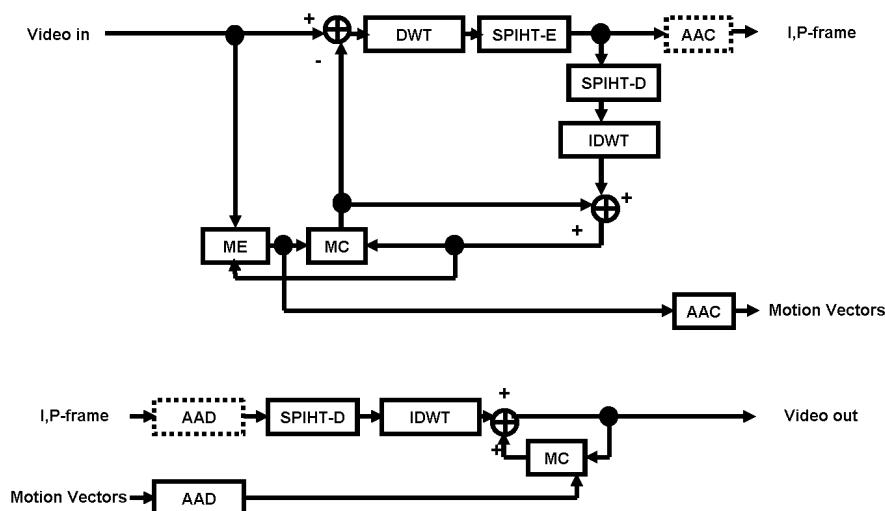 +
Video in
DWT
SPIHT-E
AAC
I,P-frame
-
SPIHT-D
IDWT
+
+
ME
MC
AAC
Motion Vectors
+
I,P-frame
AAD
SPIHT-D
IDWT
Video out
+
MC
Motion Vectors
AAD